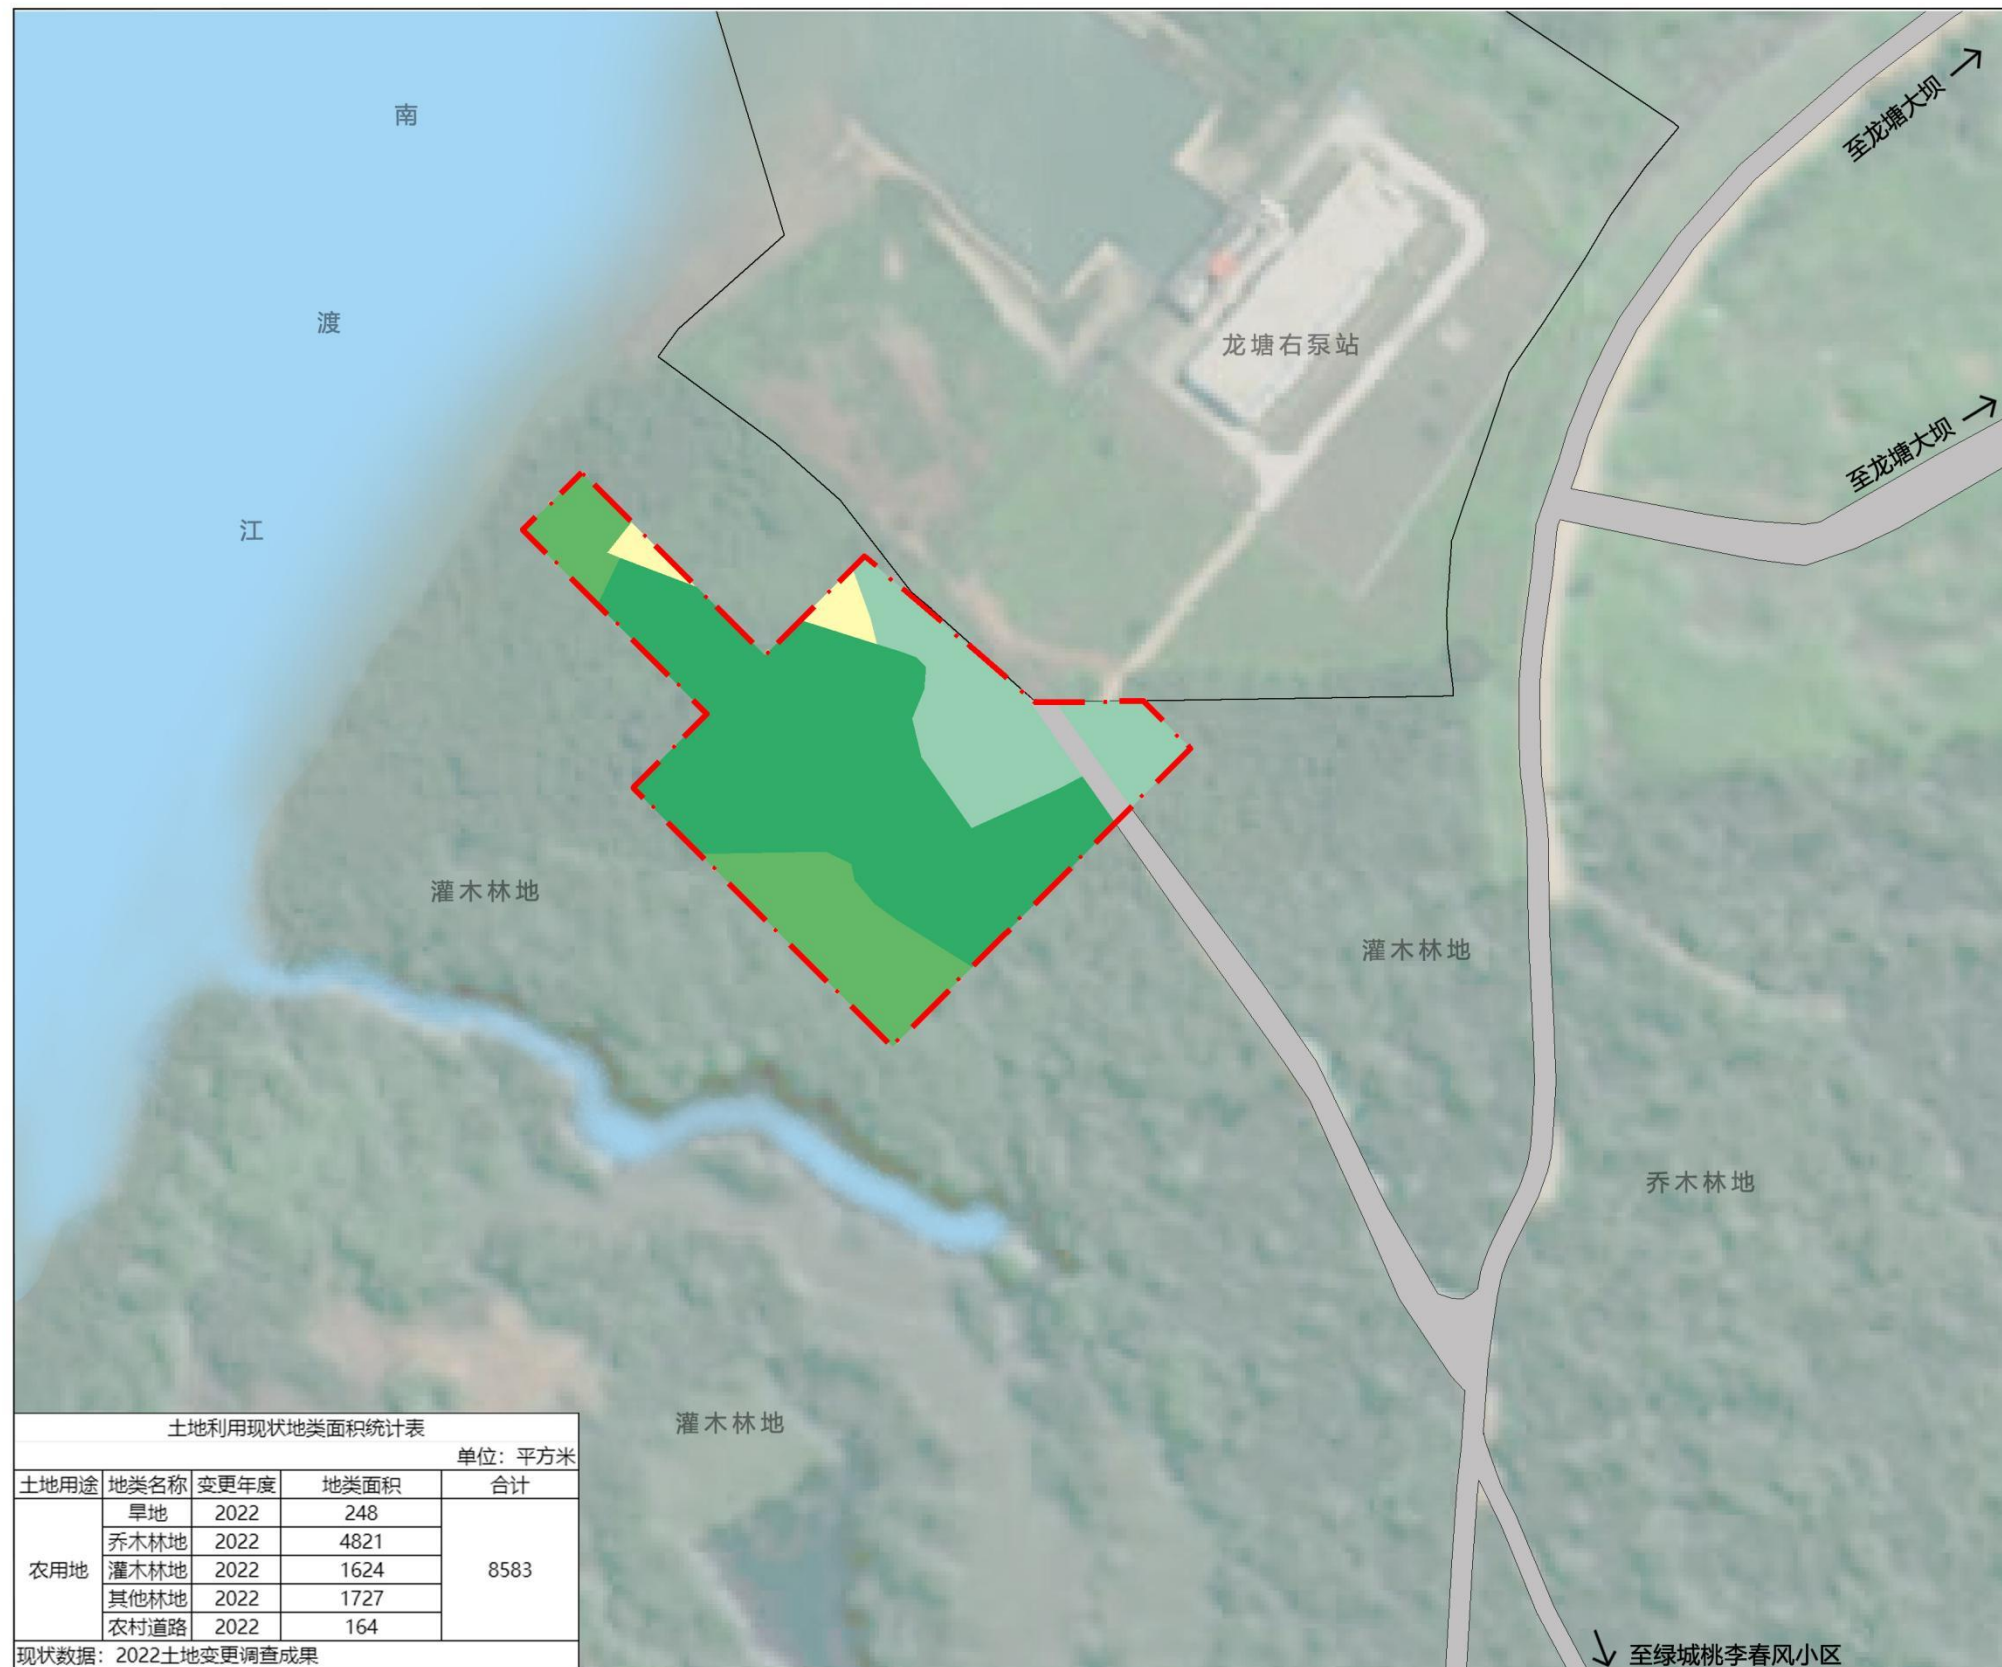 至龙塘大坝
南
渡
江
龙塘右泵站
至龙塘大坝
灌木林地
灌木林地
乔木林地
灌木林地
土地利用现状地类面积统计表
单位：平方米
土地用途 地类名称 变更年度 地类面积 合计
农用地 旱地 2022 248 8583
乔木林地 2022 4821
灌木林地 2022 1624
其他林地 2022 1727
农村道路 2022 164
现状数据：2022土地变更调查成果
至绿城桃李春风小区